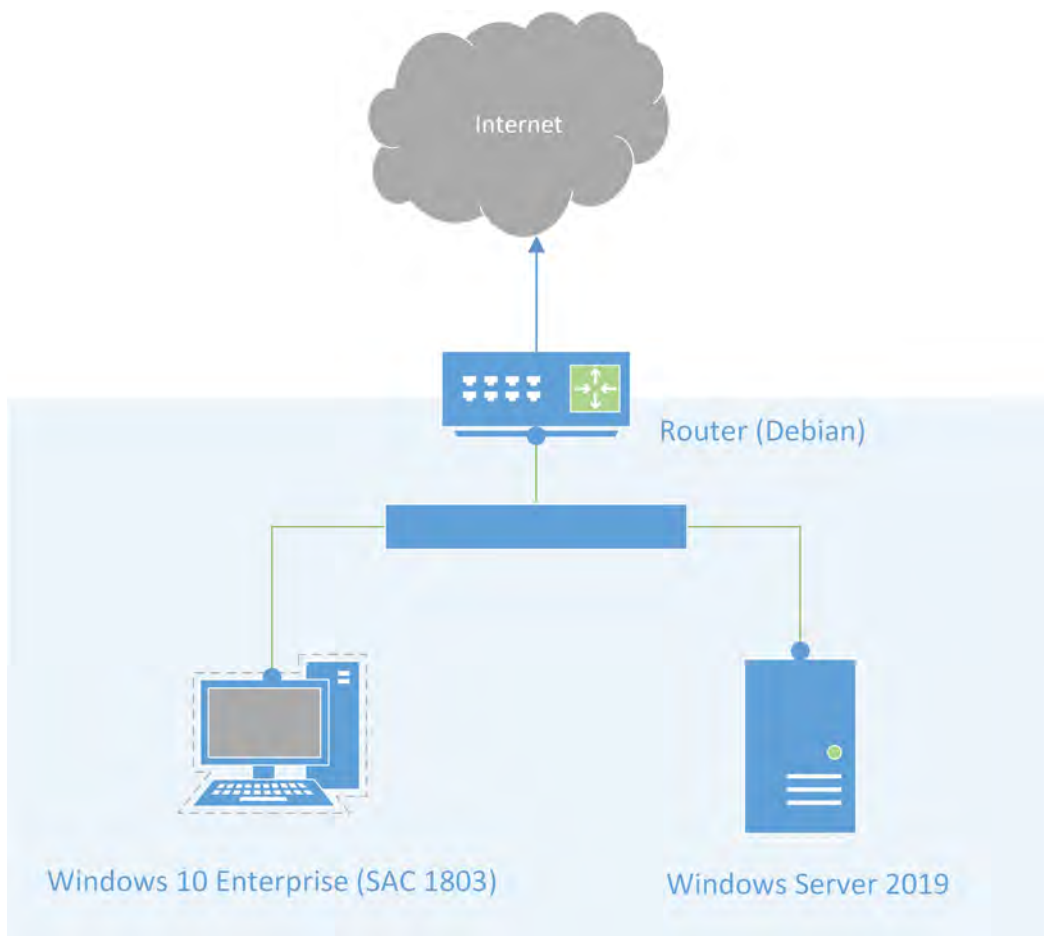 Internet
Router (Debian)
Windows 10 Enterprise (SAC 1803)
Windows Server 2019